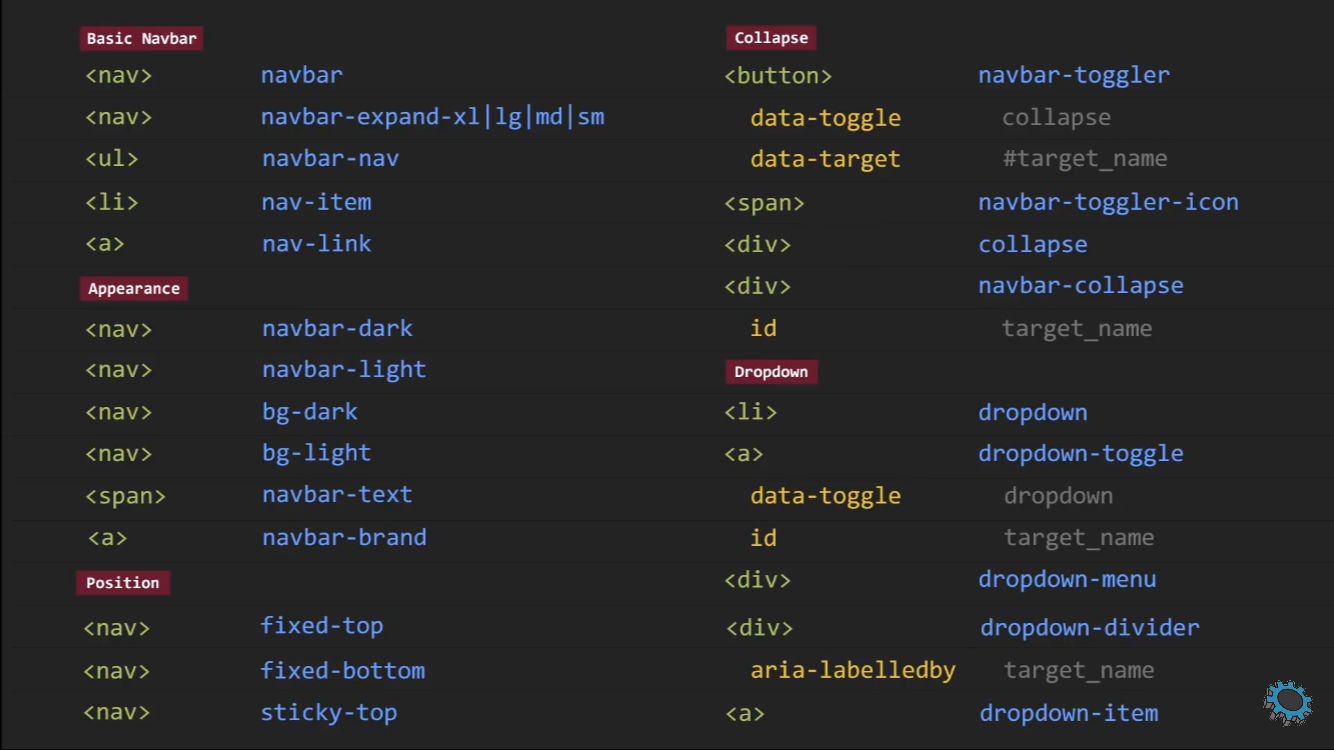 Basic Navbar
<nav> navbar
<nav> navbar-expand-xl|lg|md|sm
<ul> navbar-nav
<li> nav-item
<a> nav-link
Appearance
<nav> navbar-dark
<nav> navbar-light
<nav> bg-dark
<nav> bg-light
<span> navbar-text
<a> navbar-brand
Position
<nav> fixed-top
<nav> fixed-bottom
<nav> sticky-top
Collapse
<button> navbar-toggler
data-toggle collapse
data-target #target_name
<span> navbar-toggler-icon
<div> collapse
<div> navbar-collapse
id target_name
Dropdown
<li> dropdown
<a> dropdown-toggle
data-toggle dropdown
id target_name
<div> dropdown-menu
<div> dropdown-divider
aria-labelledby target_name
<a> dropdown-item